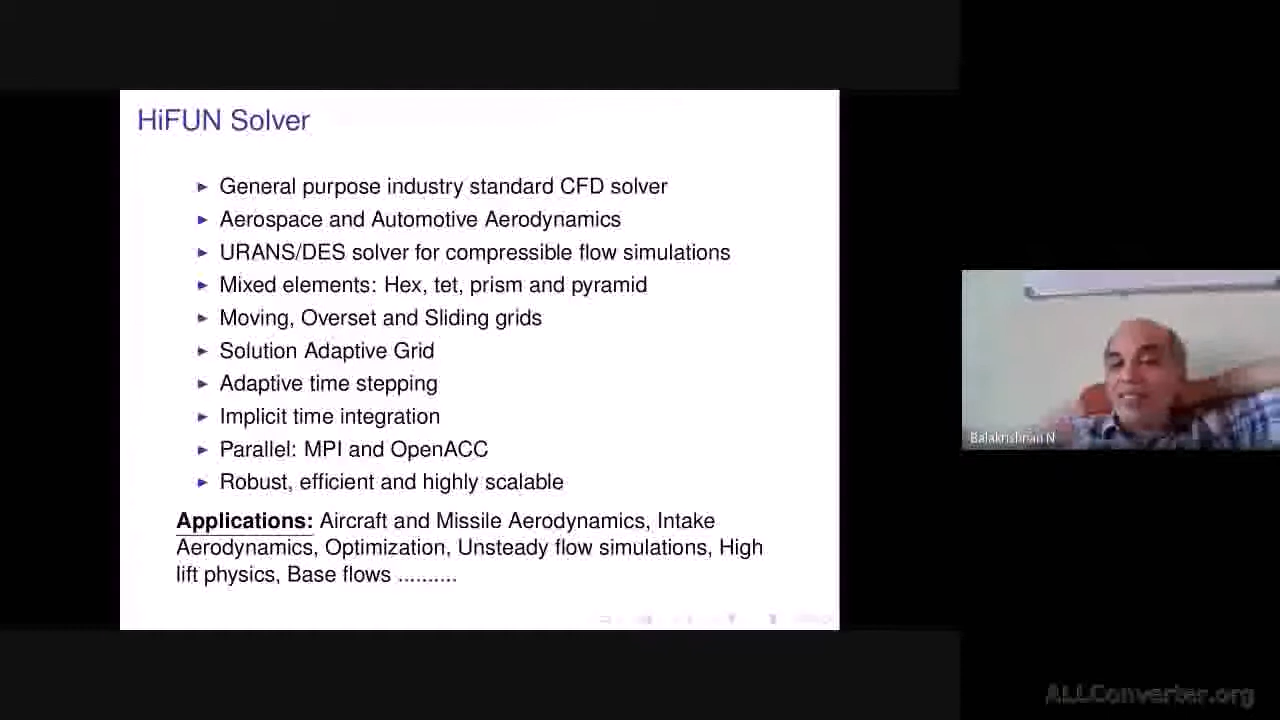 HiFUN Solver
► General purpose industry standard CFD solver
► Aerospace and Automotive Aerodynamics
► URANS/DES solver for compressible flow simulations
► Mixed elements: Hex, tet, prism and pyramid
► Moving, Overset and Sliding grids
► Solution Adaptive Grid
► Adaptive time stepping
► Implicit time integration
► Parallel: MPI and OpenACC
► Robust, efficient and highly scalable
Applications: Aircraft and Missile Aerodynamics, Intake
Aerodynamics, Optimization, Unsteady flow simulations, High
lift physics, Base flows ..........
Balakrishnan N
ALLConverter.org